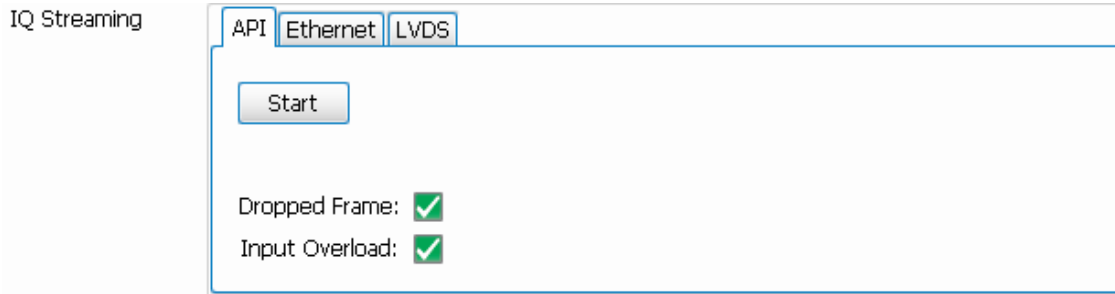 IQ Streaming
API Ethernet LVDS
Start
Dropped Frame:
Input Overload: